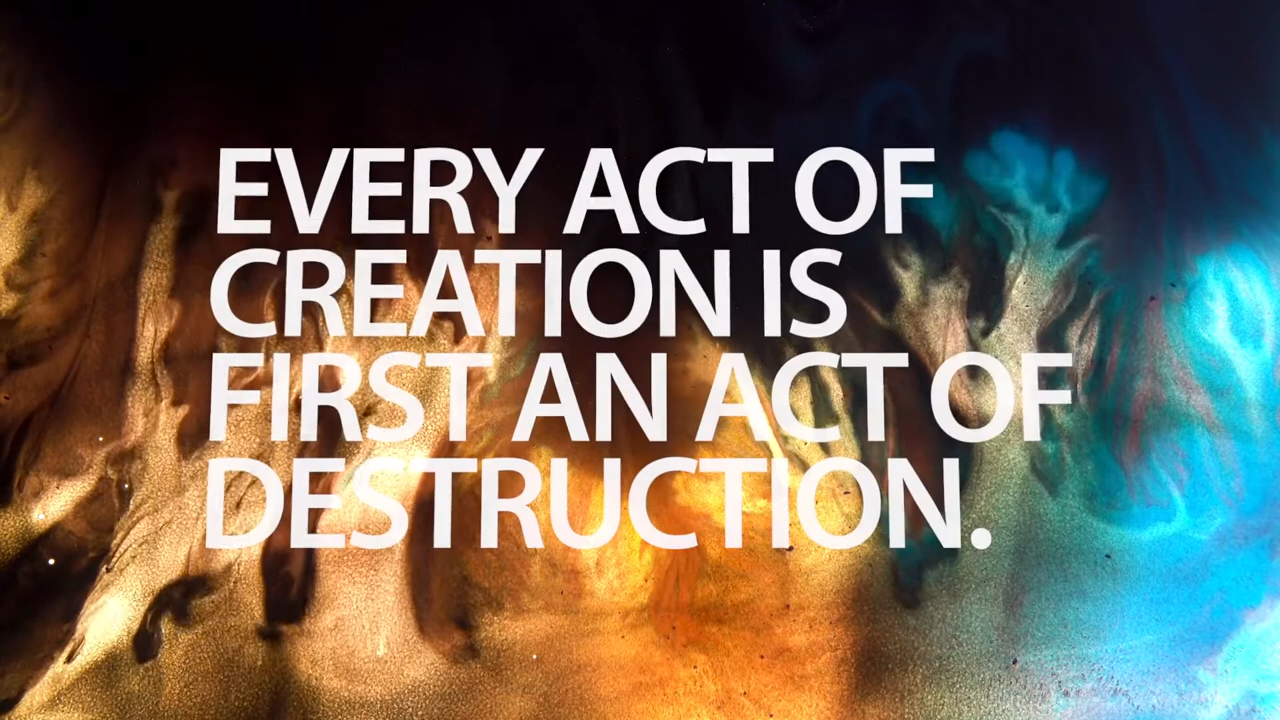 EVERY ACT OF
CREATION IS
FIRST AN ACT OF
DESTRUCTION.